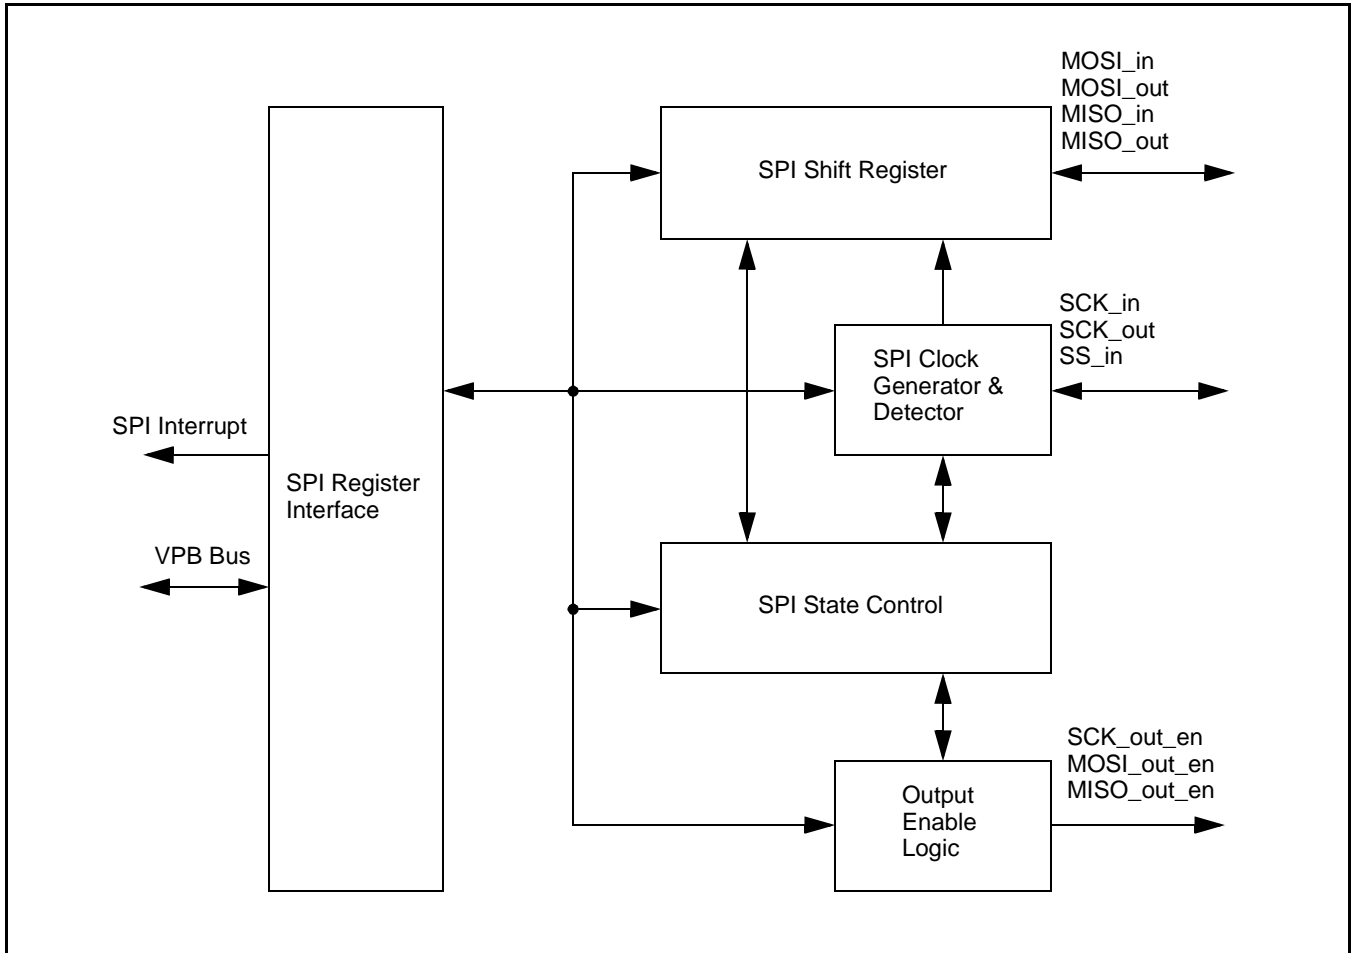 MOSI_in
MOSI_out
MISO_in
MISO_out
SPI Shift Register
SCK_in
SCK_out
SS_in
SPI Clock
Generator &
Detector
SPI Interrupt
SPI Register
Interface
VPB Bus
SPI State Control
SCK_out_en
MOSI_out_en
MISO_out_en
Output
Enable
Logic